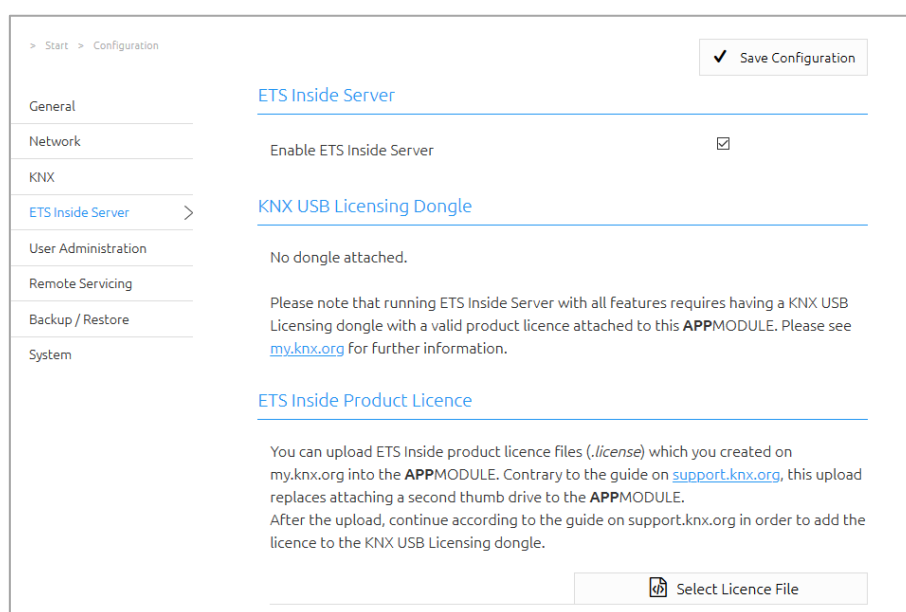 > Start > Configuration
Save Configuration
General
Network
KNX
ETS Inside Server
User Administration
Remote Servicing
Backup / Restore
System
ETS Inside Server
Enable ETS Inside Server
KNX USB Licensing Dongle
No dongle attached.
Please note that running ETS Inside Server with all features requires having a KNX USB
Licensing dongle with a valid product licence attached to this APPMODULE. Please see
my.knx.org for further information.
ETS Inside Product Licence
You can upload ETS Inside product licence files (.license) which you created on
my.knx.org into the APPMODULE. Contrary to the guide on support.knx.org, this upload
replaces attaching a second thumb drive to the APPMODULE.
After the upload, continue according to the guide on support.knx.org in order to add the
licence to the KNX USB Licensing dongle.
Select Licence File